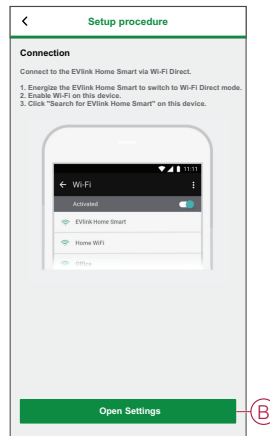 Setup procedure
Connection
Connect to the EVlink Home Smart via Wi-Fi Direct.
1. Energize the EVlink Home Smart to switch to Wi-Fi Direct mode.
2. Enable Wi-Fi on this device.
3. Click "Search for EVlink Home Smart" on this device.
11:11
Wi-Fi
Activated
EVlink Home Smart
Home WiFi
Office
Open Settings
B